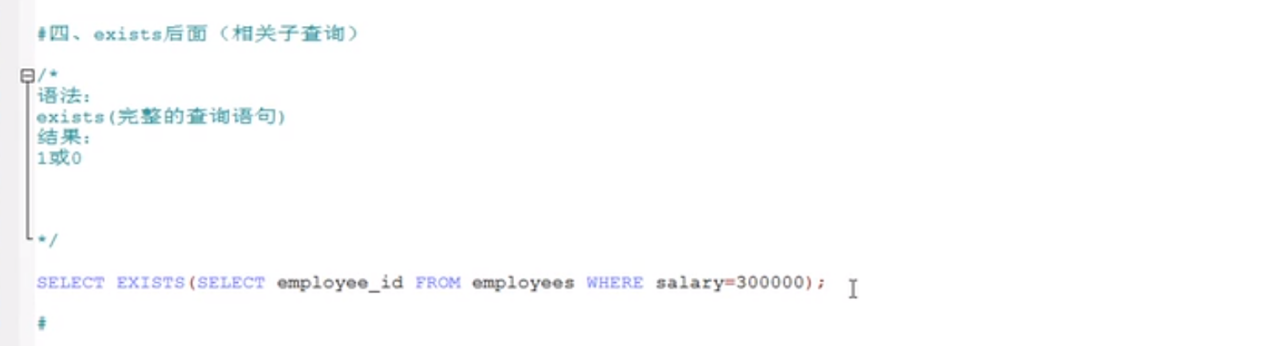 #四、exists后面（相关子查询）
/*
语法：
exists(完整的查询语句)
结果：
1或0
*/
SELECT EXISTS(SELECT employee_id FROM employees WHERE salary=300000);
#